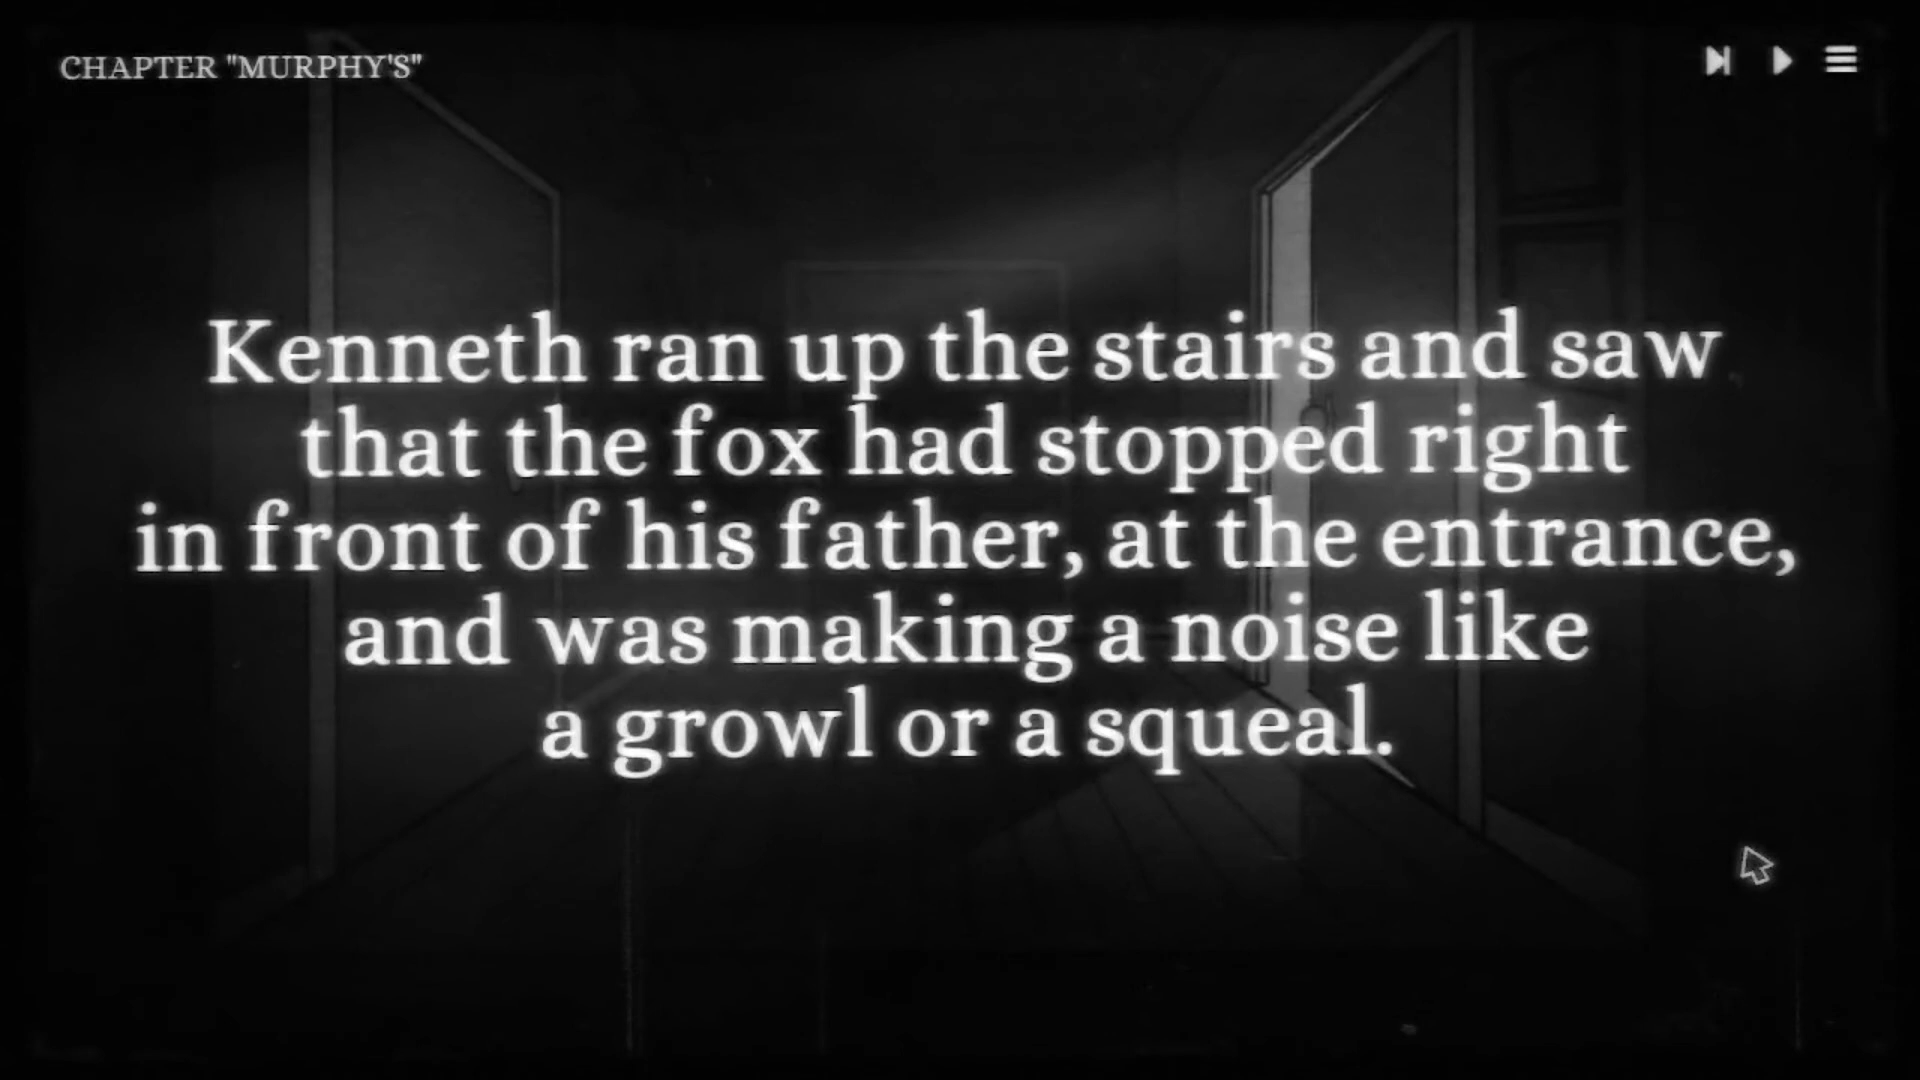 CHAPTER "MURPHY'S"
Kenneth ran up the stairs and saw
that the fox had stopped right
in front of his father, at the entrance,
and was making a noise like
a growl or a squeal.